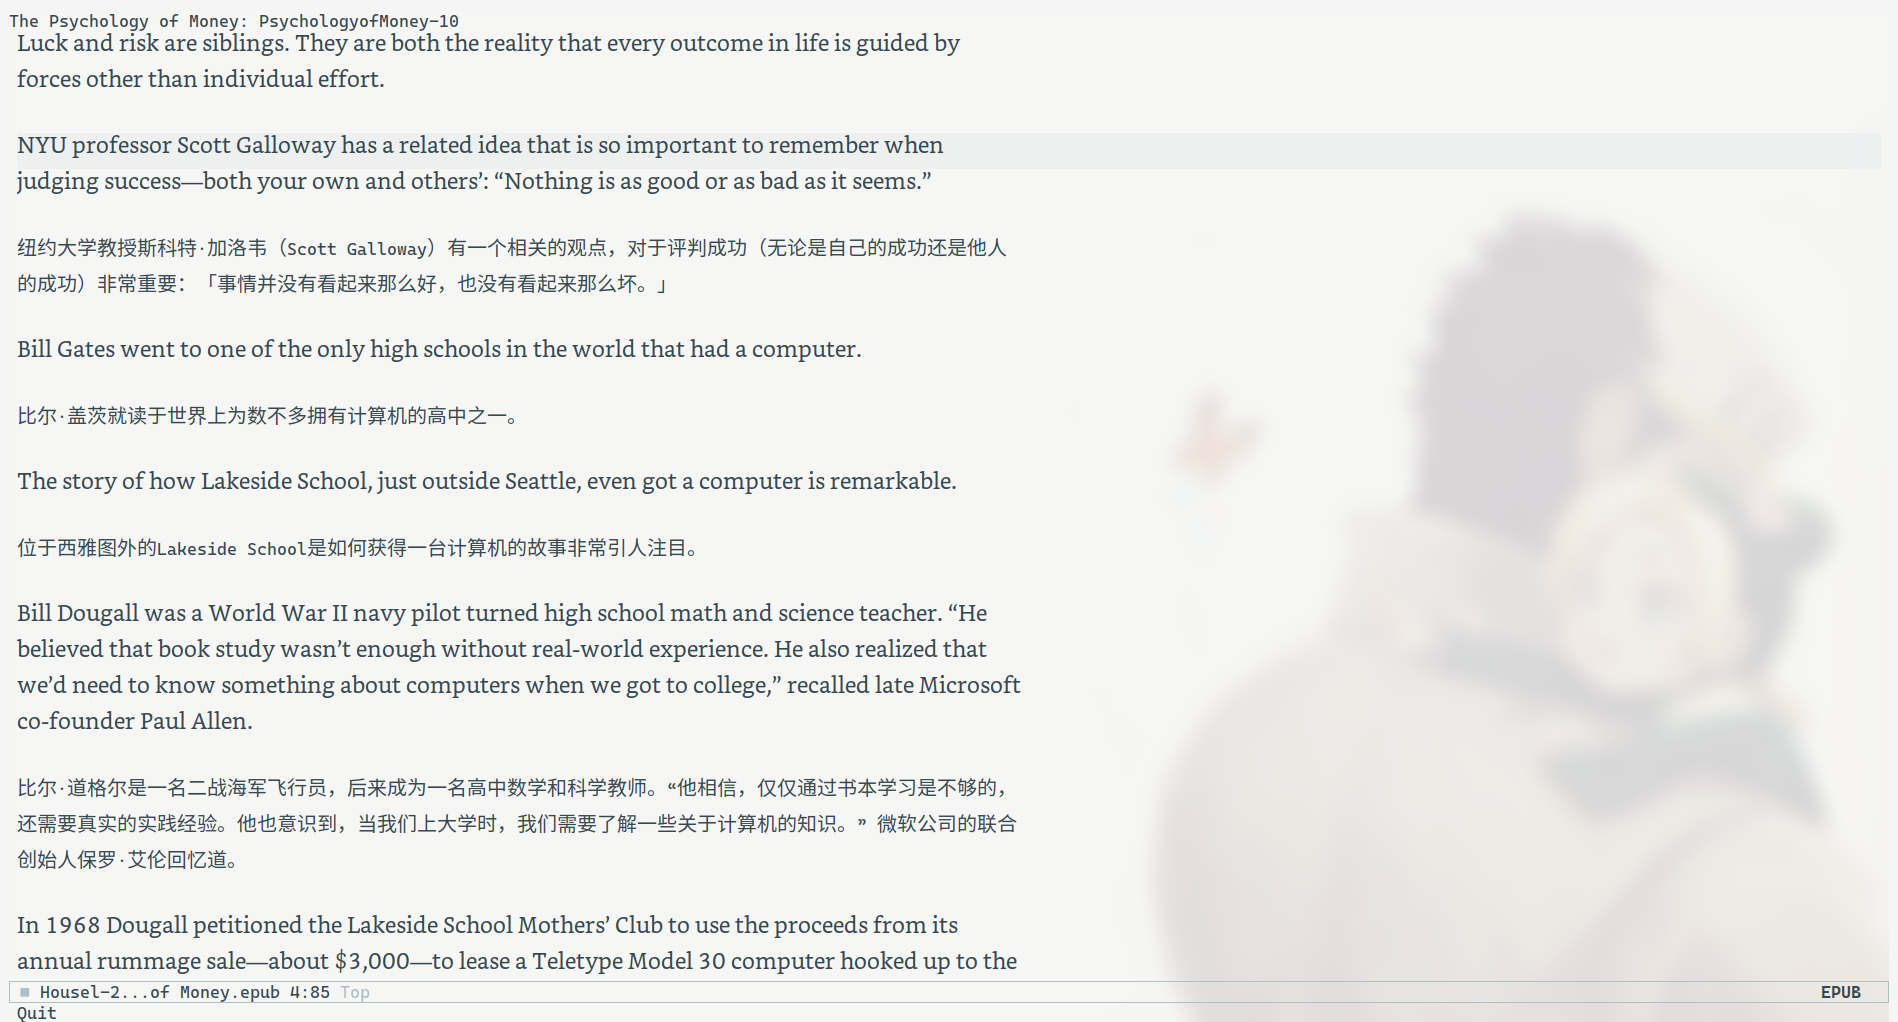 The Psychology of Money: PsychologyofMoney-10
Luck and risk are siblings. They are both the reality that every outcome in life is guided by
forces other than individual effort.
NYU professor Scott Galloway has a related idea that is so important to remember when
judging success—both your own and others’: “Nothing is as good or as bad as it seems.”
纽约大学教授斯科特·加洛韦（Scott Galloway）有一个相关的观点，对于评判成功（无论是自己的成功还是他人
的成功）非常重要：「事情并没有看起来那么好，也没有看起来那么坏。」
Bill Gates went to one of the only high schools in the world that had a computer.
比尔·盖茨就读于世界上为数不多拥有计算机的高中之一。
The story of how Lakeside School, just outside Seattle, even got a computer is remarkable.
位于西雅图外的Lakeside School是如何获得一台计算机的故事非常引人注目。
Bill Dougall was a World War II navy pilot turned high school math and science teacher. “He
believed that book study wasn’t enough without real-world experience. He also realized that
we’d need to know something about computers when we got to college,” recalled late Microsoft
co-founder Paul Allen.
比尔·道格尔是一名二战海军飞行员，后来成为一名高中数学和科学教师。“他相信，仅仅通过书本学习是不够的，
还需要真实的实践经验。他也意识到，当我们上大学时，我们需要了解一些关于计算机的知识。” 微软公司的联合
创始人保罗·艾伦回忆道。
In 1968 Dougall petitioned the Lakeside School Mothers’ Club to use the proceeds from its
annual rummage sale—about $3,000—to lease a Teletype Model 30 computer hooked up to the
Housel-2...of Money.epub 4:85 Top EPUB
Quit